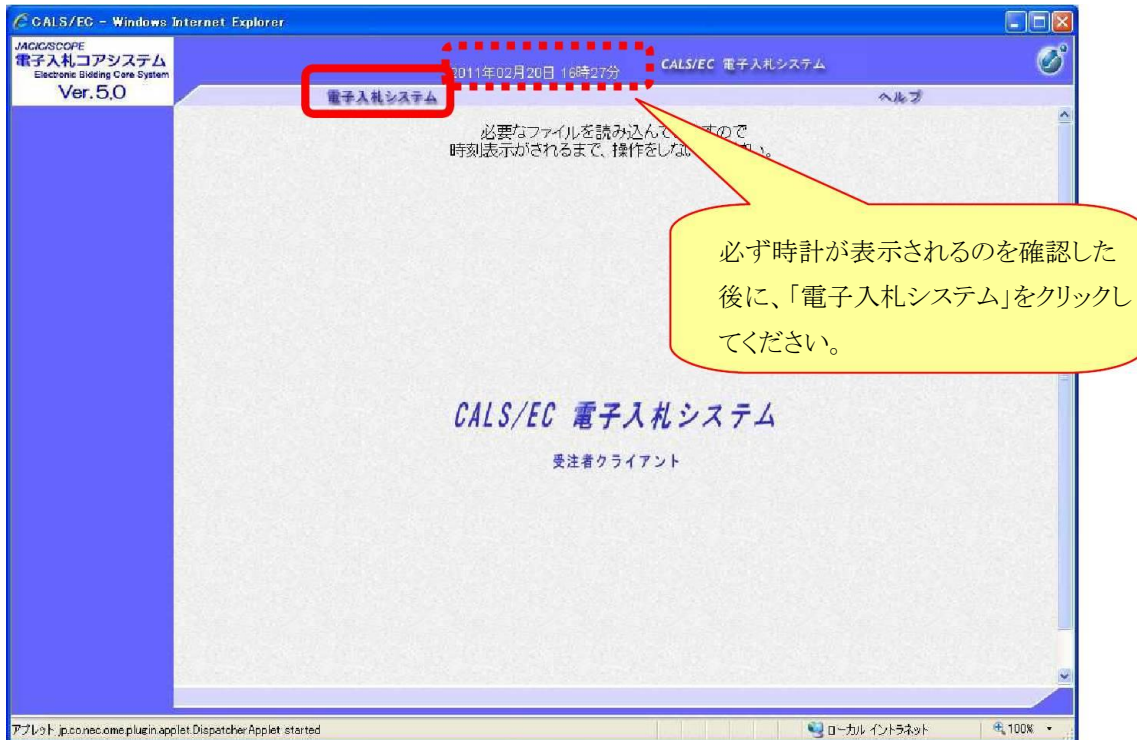 CALS/EC - Windows Internet Explorer
JACIC/SCOPE
電子入札コアシステム
Electronic Bidding Core System
Ver.5.0
2011年02月20日 16時27分
CALS/EC 電子入札システム
電子入札システム
ヘルプ
必要なファイルを読み込んで すので
時刻表示がされるまで、操作をしな い。
必ず時計が表示されるのを確認した
後に、「電子入札システム」をクリックし
てください。
CALS/EC 電子入札システム
受注者クライアント
アプレット jp.co.nec.ome.plugin.applet.DispatcherApplet started
ローカル イントラネット
100%